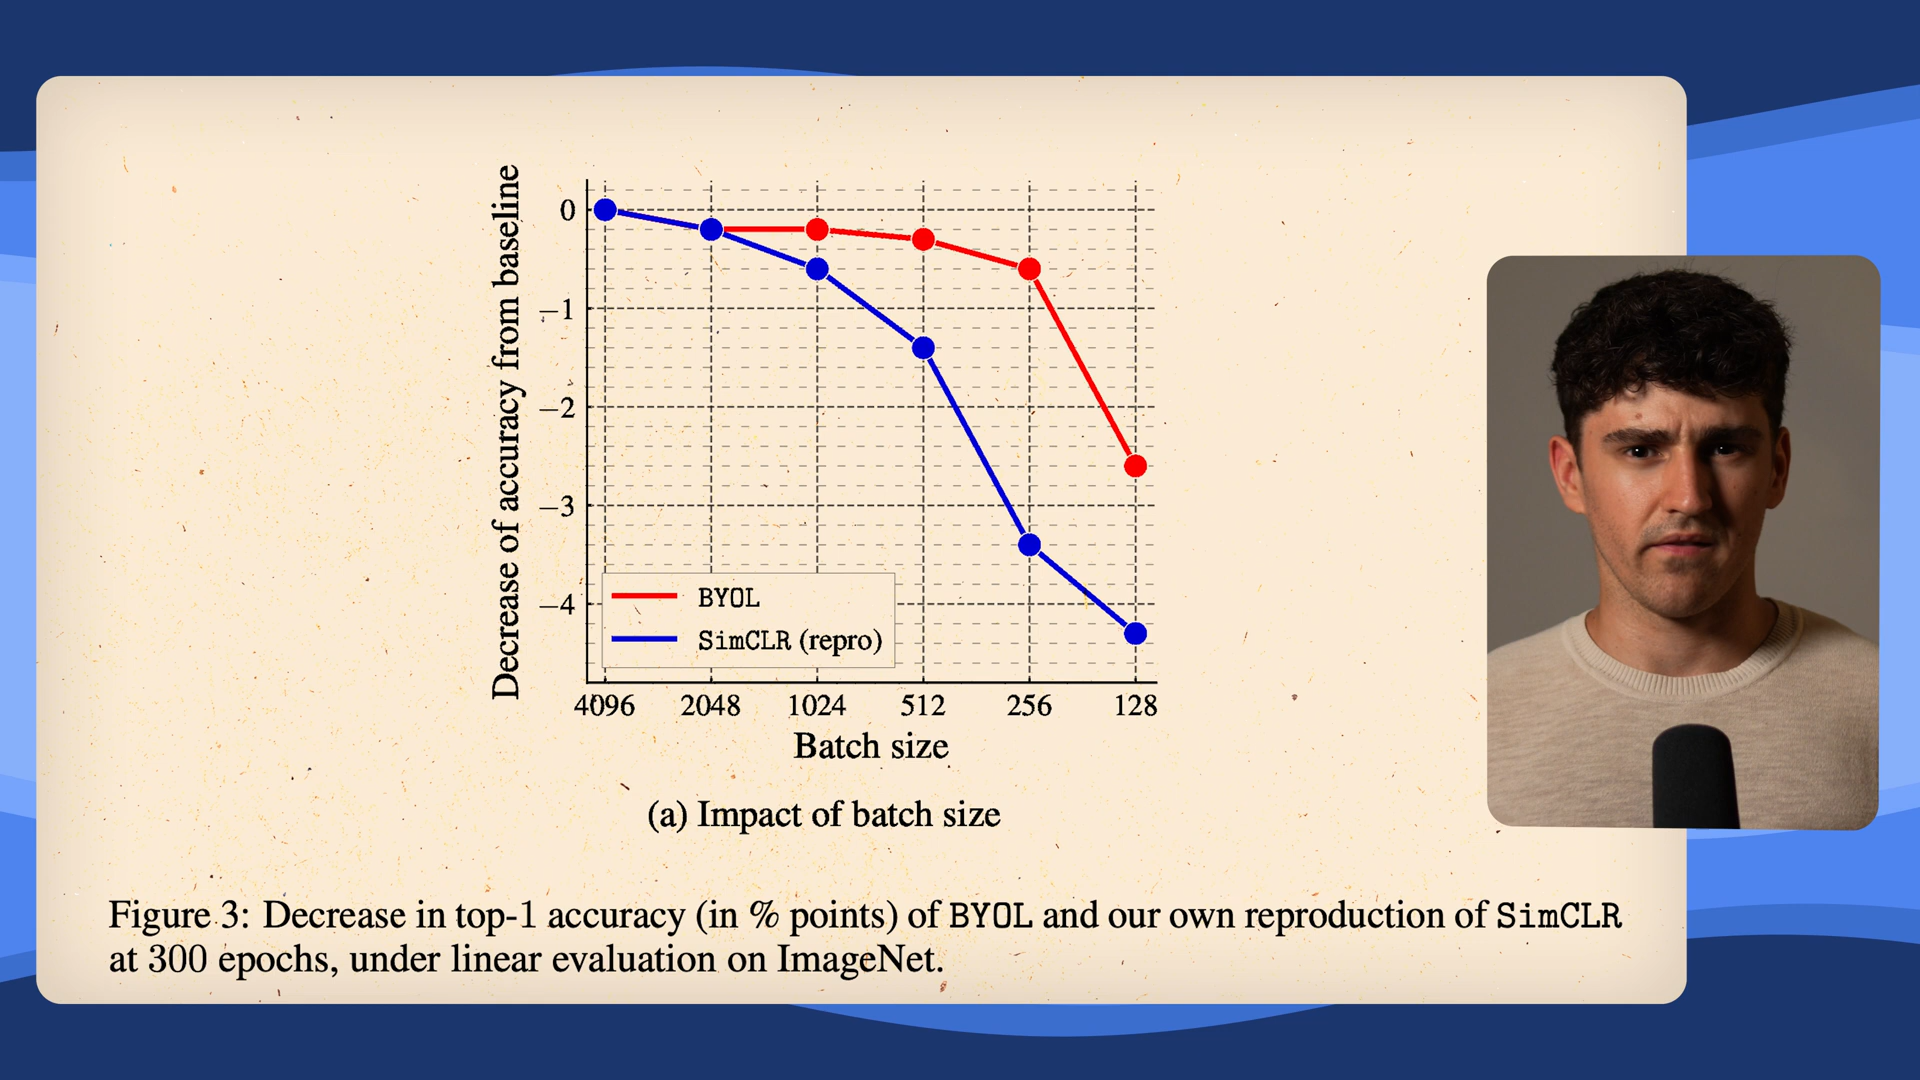 Decrease of accuracy from baseline
0
−1
−2
−3
−4
BYOL
SimCLR (repro)
4096 2048 1024 512 256 128
Batch size
(a) Impact of batch size
Figure 3: Decrease in top-1 accuracy (in % points) of BYOL and our own reproduction of SimCLR
at 300 epochs, under linear evaluation on ImageNet.